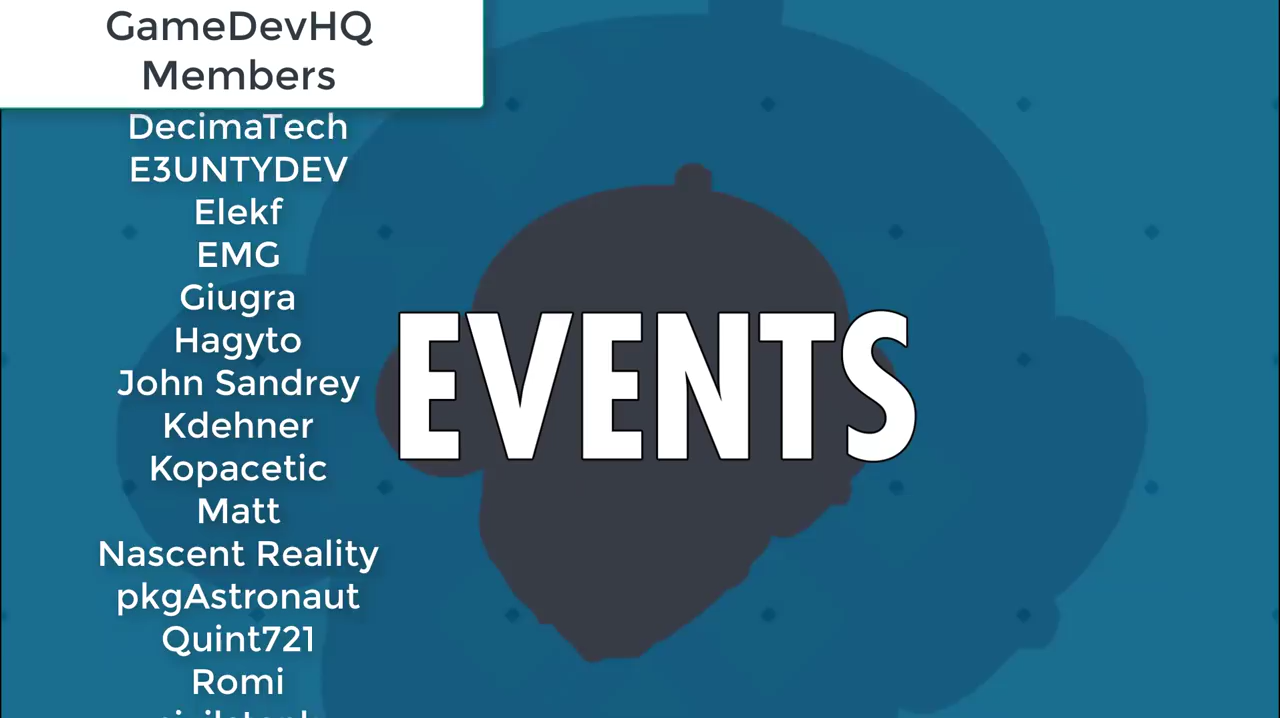 GameDevHQ
Members
DecimaTech
E3UNTYDEV
Elekf
EMG
Giugra
Hagyto
John Sandrey
Kdehner
Kopacetic
Matt
Nascent Reality
pkgAstronaut
Quint721
Romi
EVENTS